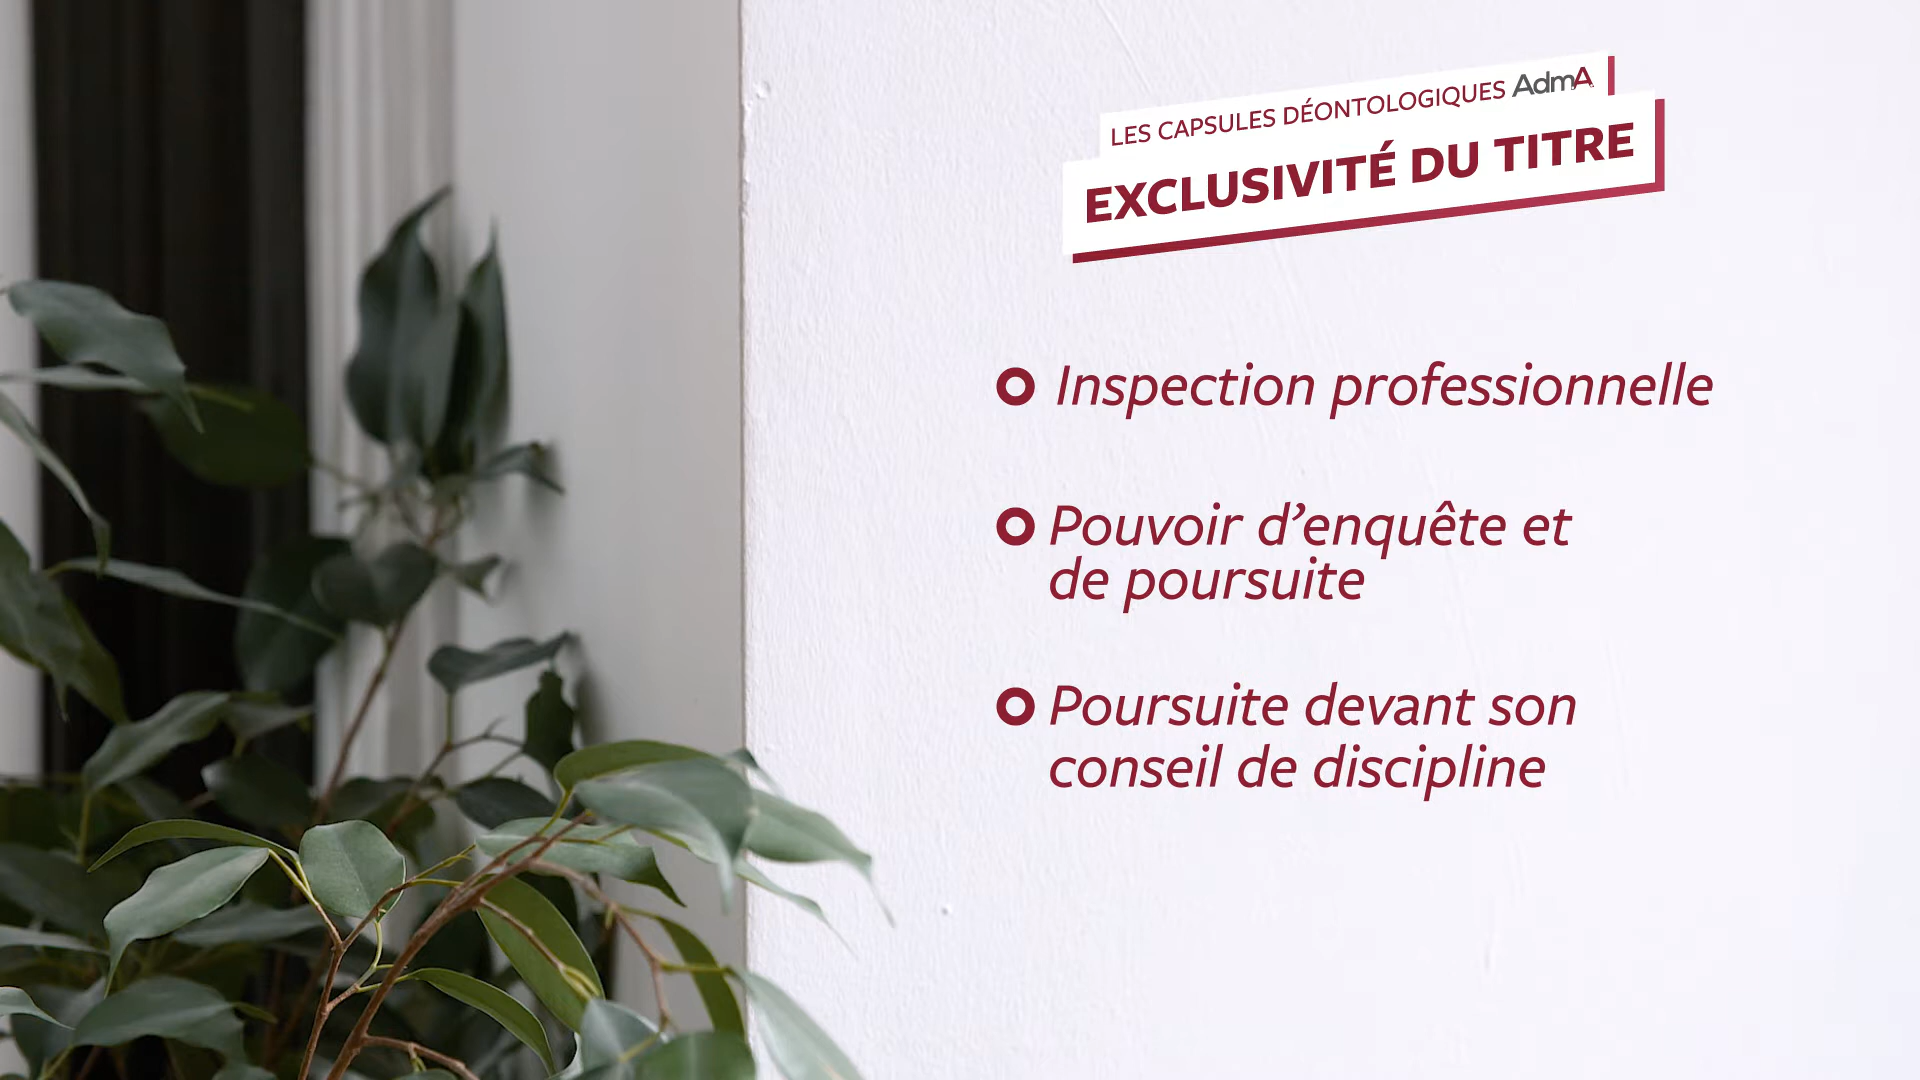 LES CAPSULES DÉONTOLOGIQUES AdmA
EXCLUSIVITÉ DU TITRE
Inspection professionnelle
Pouvoir d’enquête et
de poursuite
Poursuite devant son
conseil de discipline